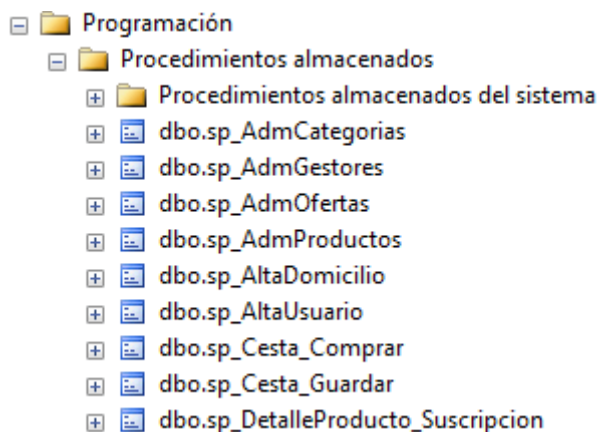 Programación
Procedimientos almacenados
Procedimientos almacenados del sistema
dbo.sp_AdmCategorias
dbo.sp_AdmGestores
dbo.sp_AdmOfertas
dbo.sp_AdmProductos
dbo.sp_AltaDomicilio
dbo.sp_AltaUsuario
dbo.sp_Cesta_Comprar
dbo.sp_Cesta_Guardar
dbo.sp_DetalleProducto_Suscripcion